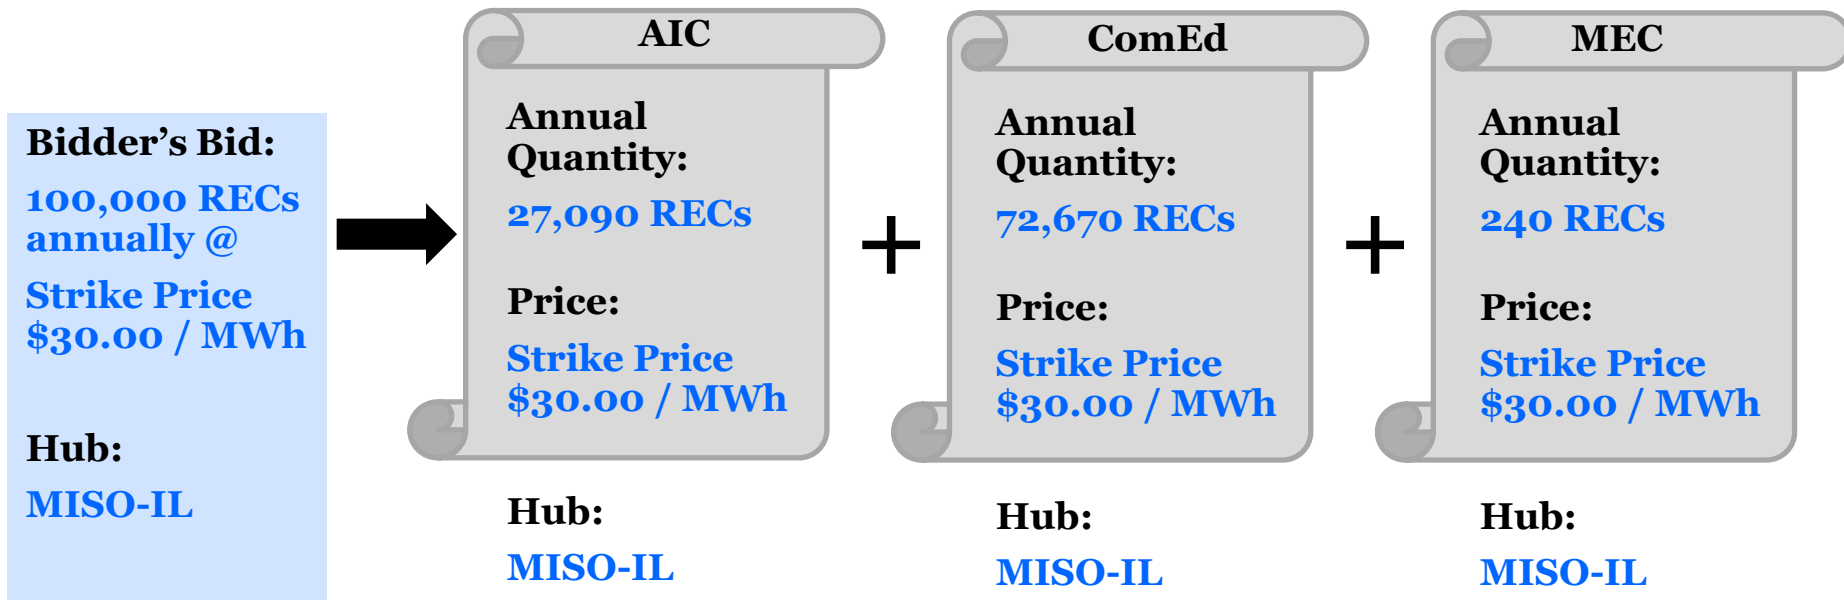 Bidder’s Bid:
100,000 RECs
annually @
Strike Price
$30.00 / MWh
Hub:
MISO-IL
AIC
Annual
Quantity:
27,090 RECs
Price:
Strike Price
$30.00 / MWh
Hub:
MISO-IL
+
ComEd
Annual
Quantity:
72,670 RECs
Price:
Strike Price
$30.00 / MWh
Hub:
MISO-IL
+
MEC
Annual
Quantity:
240 RECs
Price:
Strike Price
$30.00 / MWh
Hub:
MISO-IL